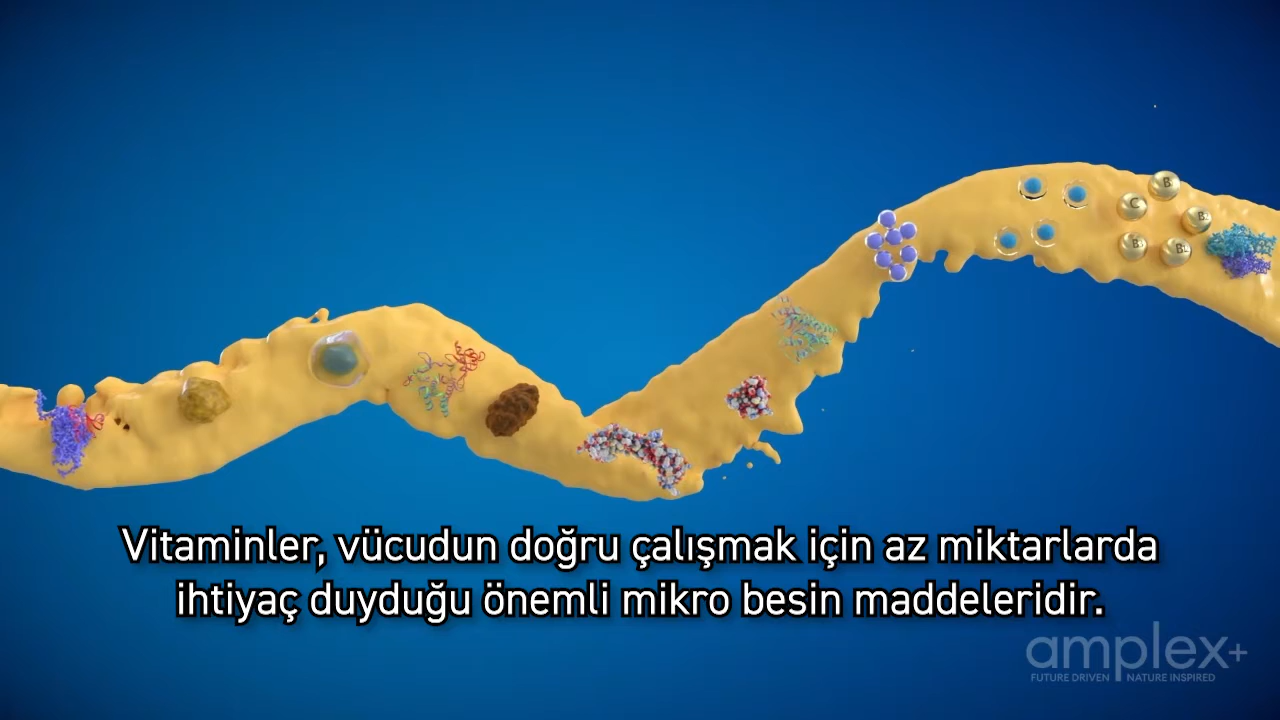 B
C
B
B
Vitaminler, vücudun doğru çalışmak için az miktarlarda
ihtiyaç duyduğu önemli mikro besin maddeleridir.
amplex+
FUTURE DRIVEN | NATURE INSPIRED